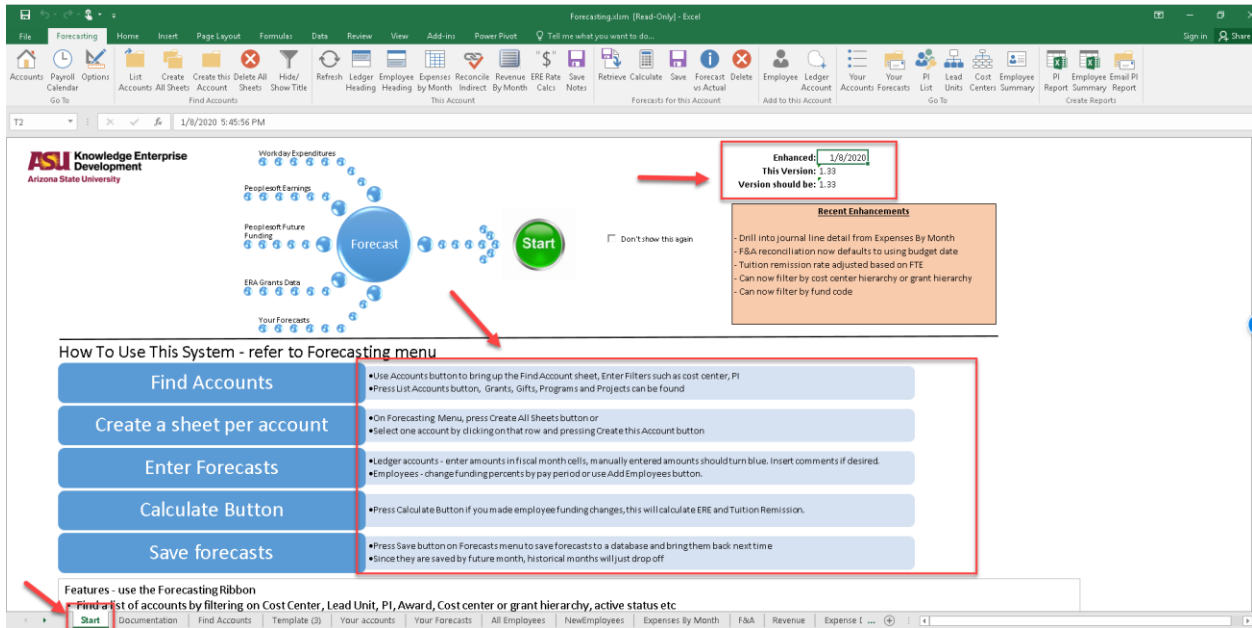 Forecasting.xlsm [Read-Only] - Excel
File Forecasting Home Insert Page Layout Formulas Data Review View Add-ins Power Pivot Tell me what you want to do... Sign in Share
Accounts Payroll Calendar Options
Go To
List Accounts Create All Sheets Create this Account Delete All Sheets Hide/ Show Title
Find Accounts
Refresh Ledger Heading Employee Heading Expenses by Month Reconcile Indirect Revenue By Month ERE Rate Calcs Save Notes
This Account
Retrieve Calculate Save Forecast vs Actual Delete
Forecasts for this Account
Employee Ledger Account
Add to this Account
Your Accounts Your Forecasts PI List Lead Units Cost Centers Employee Summary
Go To
PI Report Employee Summary Email PI Report
Create Reports
T2 fx 1/8/2020 5:45:56 PM
ASU Knowledge Enterprise
Development
Arizona State University
Workday Expenditures
Peoplesoft Earnings
Peoplesoft Future
Funding
ERA Grants Data
Your Forecasts
Forecast
Start
Don't show this again
Enhanced: 1/8/2020
This Version: 1.33
Version should be: 1.33
Recent Enhancements
- Drill into journal line detail from Expenses By Month
- F&A reconciliation now defaults to using budget date
- Tuition remission rate adjusted based on FTE
- Can now filter by cost center hierarchy or grant hierarchy
- Can now filter by fund code
How To Use This System - refer to Forecasting menu
Find Accounts
•Use Accounts button to bring up the Find Account sheet, Enter Filters such as cost center, PI
•Press List Accounts button, Grants, Gifts, Programs and Projects can be found
Create a sheet per account
•On Forecasting Menu, press Create All Sheets button or
•Select one account by clicking on that row and pressing Create this Account button
Enter Forecasts
•Ledger accounts - enter amounts in fiscal month cells, manually entered amounts should turn blue. Insert comments if desired.
•Employees - change funding percents by pay period or use Add Employees button.
Calculate Button
•Press Calculate Button if you made employee funding changes, this will calculate ERE and Tuition Remission.
Save forecasts
•Press Save button on Forecasts menu to save forecasts to a database and bring them back next time
•Since they are saved by future month, historical months will just drop off
Features - use the Forecasting Ribbon
• Find a list of accounts by filtering on Cost Center, Lead Unit, PI, Award, Cost center or grant hierarchy, active status etc
Start Documentation Find Accounts Template (3) Your accounts Your Forecasts All Employees NewEmployees Expenses By Month F&A Revenue Expense ...